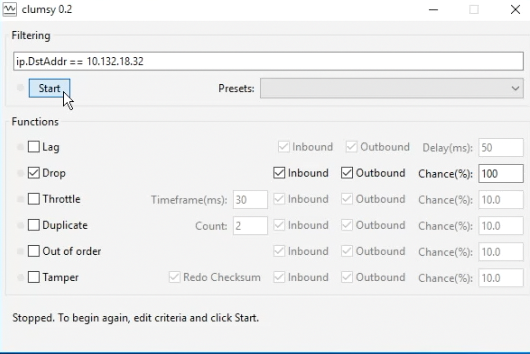 clumsy 0.2
Filtering
ip.DstAddr == 10.132.18.32
Start Presets:
Functions
Lag Inbound Outbound Delay(ms): 50
Drop Inbound Outbound Chance(%): 100
Throttle Timeframe(ms): 30 Inbound Outbound Chance(%): 10.0
Duplicate Count: 2 Inbound Outbound Chance(%): 10.0
Out of order Inbound Outbound Chance(%): 10.0
Tamper Redo Checksum Inbound Outbound Chance(%): 10.0
Stopped. To begin again, edit criteria and click Start.